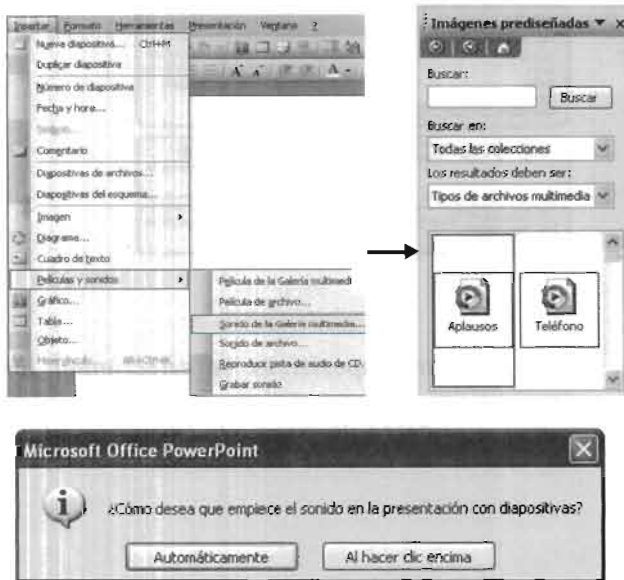 Insertar Formato Herramientas Presentación Ventana ?
Nueva diapositiva... Ctrl+M
Duplicar diapositiva
Número de diapositiva
Fecha y hora...
Comentario
Diapositivas de archivos...
Diapositivas del esquema...
Imagen
Diagrama...
Cuadro de texto
Películas y sonidos
Gráfico...
Tabla...
Objeto...
Película de la Galería multimedi
Película de archivo...
Sonido de la Galería multimedia...
Sonido de archivo...
Reproducir pista de audio de CD.
Grabar sonido
Imágenes prediseñadas
Buscar:
Buscar
Buscar en:
Todas las colecciones
Los resultados deben ser:
Tipos de archivos multimedia
Aplausos Teléfono
Microsoft Office PowerPoint
¿Cómo desea que empiece el sonido en la presentación con diapositivas?
Automáticamente Al hacer clic encima